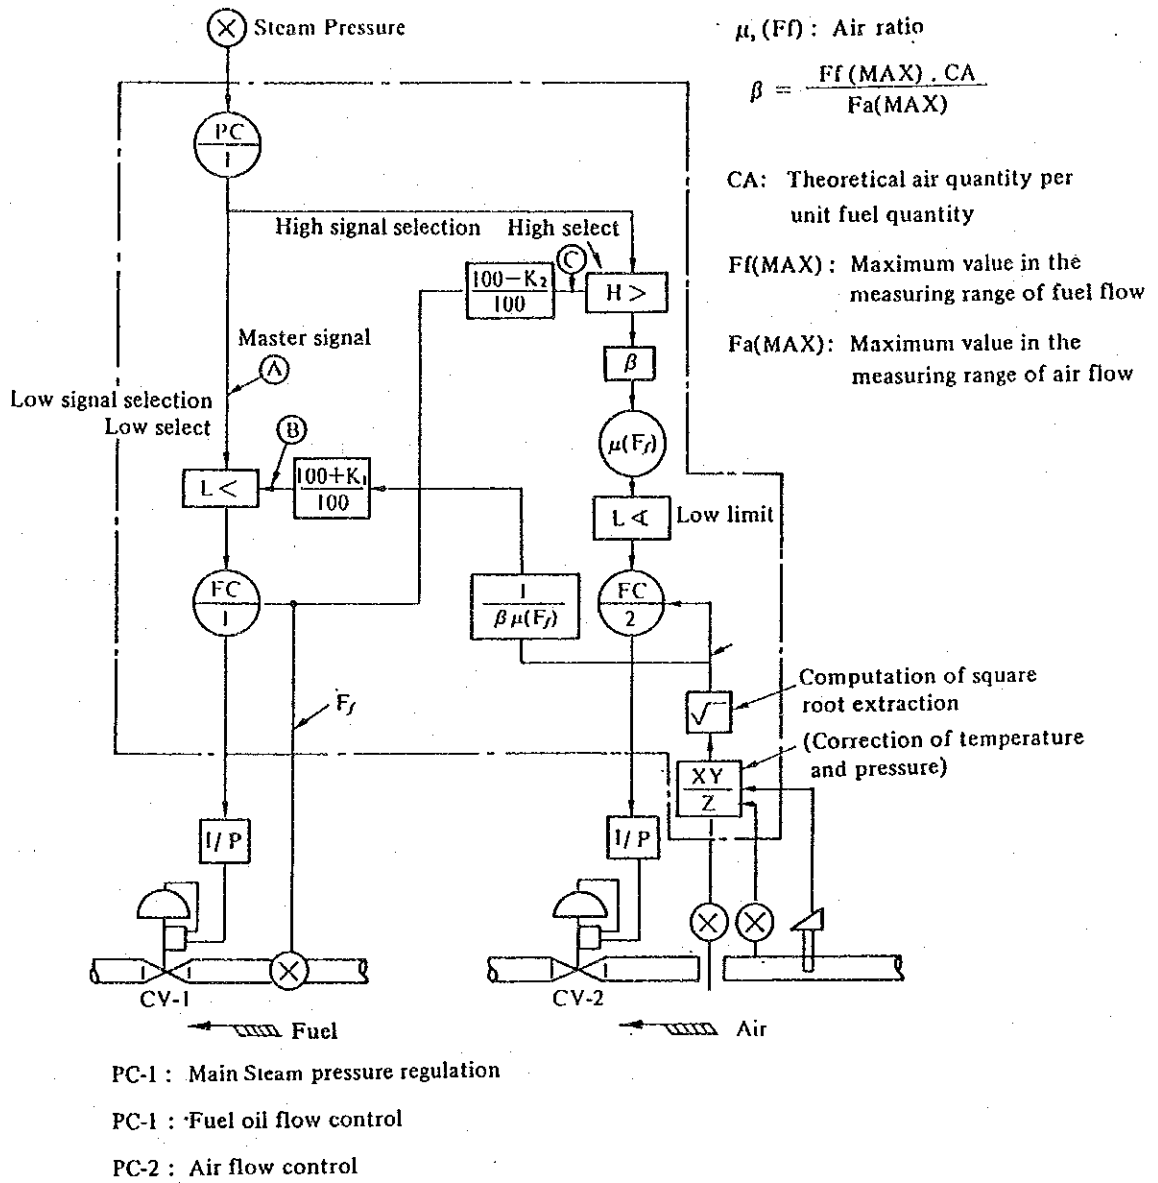 Steam Pressure
μ, (Ff) : Air ratio
β = Ff (MAX) . CA
Fa(MAX)
PC
1
CA: Theoretical air quantity per
unit fuel quantity
High signal selection High select
C
100−K₂
100
H >
Ff(MAX) : Maximum value in the
measuring range of fuel flow
Master signal
A
β
Fa(MAX): Maximum value in the
measuring range of air flow
Low signal selection
Low select
B
μ(Ff)
L <
100+K₁
100
L ∢ Low limit
FC
1
1
β μ(Ff)
FC
2
Computation of square
root extraction
Ff
√
(Correction of temperature
and pressure)
XY
Z
I/P
I/P
CV-1
CV-2
Fuel
Air
PC-1 : Main Steam pressure regulation
PC-1 : Fuel oil flow control
PC-2 : Air flow control